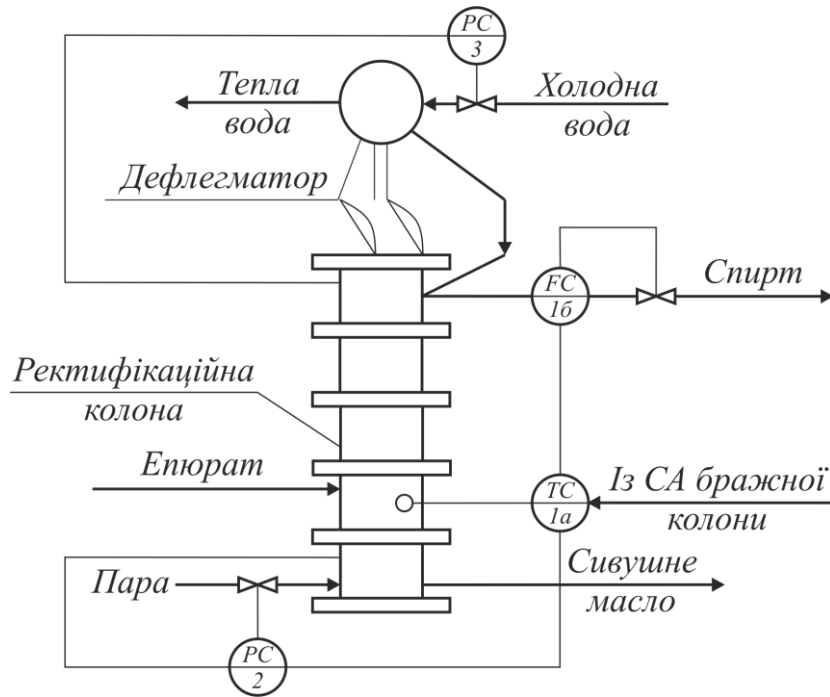 PC
3
Тепла
вода
Холодна
вода
Дефлегматор
FC
1б
Спирт
Ректифікаційна
колона
Епюрат
TC
1а
Із СА бражної
колони
Пара
Сивушне
масло
PC
2